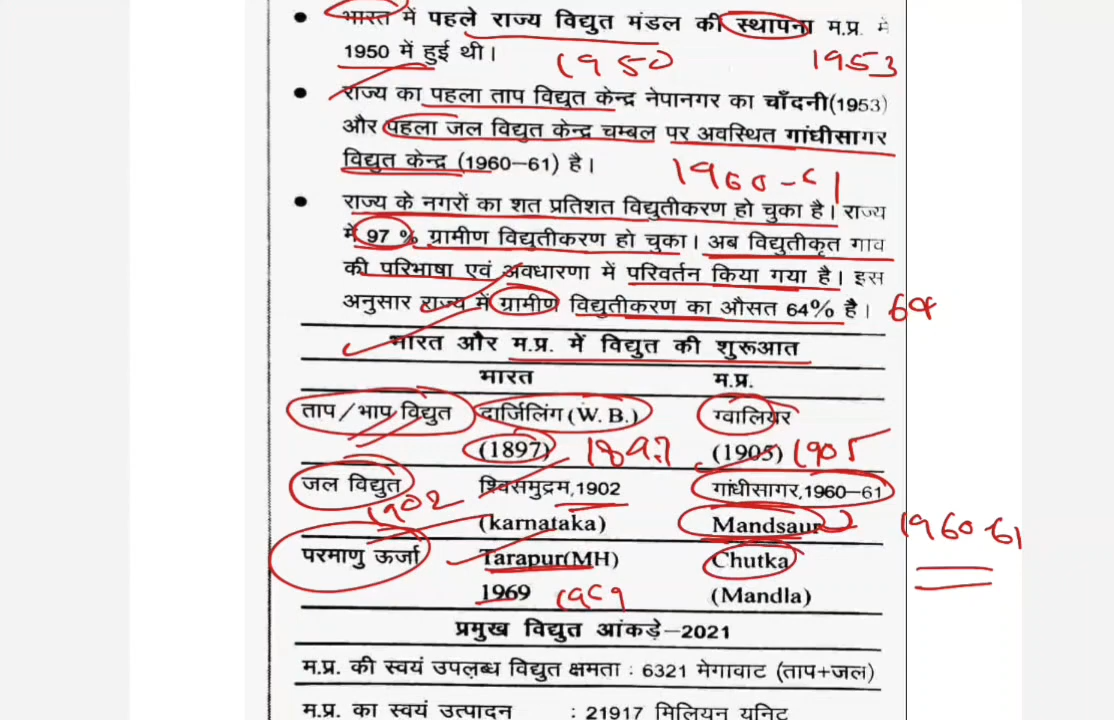 • भारत में पहले राज्य विद्युत मंडल की स्थापना म.प्र. में
1950 में हुई थी। 1950 1953
• राज्य का पहला ताप विद्युत केन्द्र नेपानगर का चाँदनी(1953)
और पहला जल विद्युत केन्द्र चम्बल पर अवस्थित गांधीसागर
विद्युत केन्द्र (1960–61) है। 1960-61
• राज्य के नगरों का शत प्रतिशत विद्युतीकरण हो चुका है। राज्य
में 97 % ग्रामीण विद्युतीकरण हो चुका। अब विद्युतीकृत गाव
की परिभाषा एवं अवधारणा में परिवर्तन किया गया है। इस
अनुसार राज्य में ग्रामीण विद्युतीकरण का औसत 64% है। 64
भारत और म.प्र. में विद्युत की शुरूआत
भारत म.प्र.
ताप/भाप विद्युत दार्जिलिंग (W. B.) ग्वालियर
(1897) 1897 (1905) 1905
जल विद्युत श्विसमुद्रम,1902 गांधीसागर,1960–61
1902 (karnataka) Mandsaur 1960-61
परमाणु ऊर्जा Tarapur(MH) Chutka
1969 1969 (Mandla)
प्रमुख विद्युत आंकड़े–2021
म.प्र. की स्वयं उपलब्ध विद्युत क्षमता : 6321 मेगावाट (ताप+जल)
म.प्र. का स्वयं उत्पादन : 21917 मिलियन यूनिट